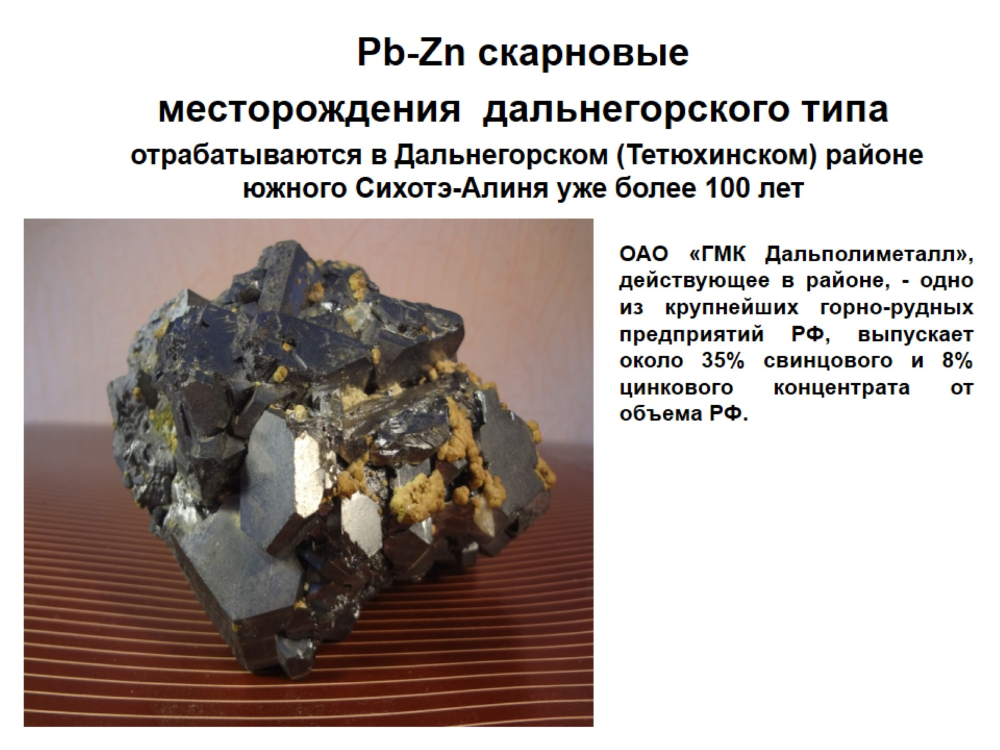 Pb-Zn скарновые
месторождения дальнегорского типа
отрабатываются в Дальнегорском (Тетюхинском) районе
южного Сихотэ-Алиня уже более 100 лет
ОАО «ГМК Дальполиметалл»,
действующее в районе, - одно
из крупнейших горно-рудных
предприятий РФ, выпускает
около 35% свинцового и 8%
цинкового концентрата от
объема РФ.